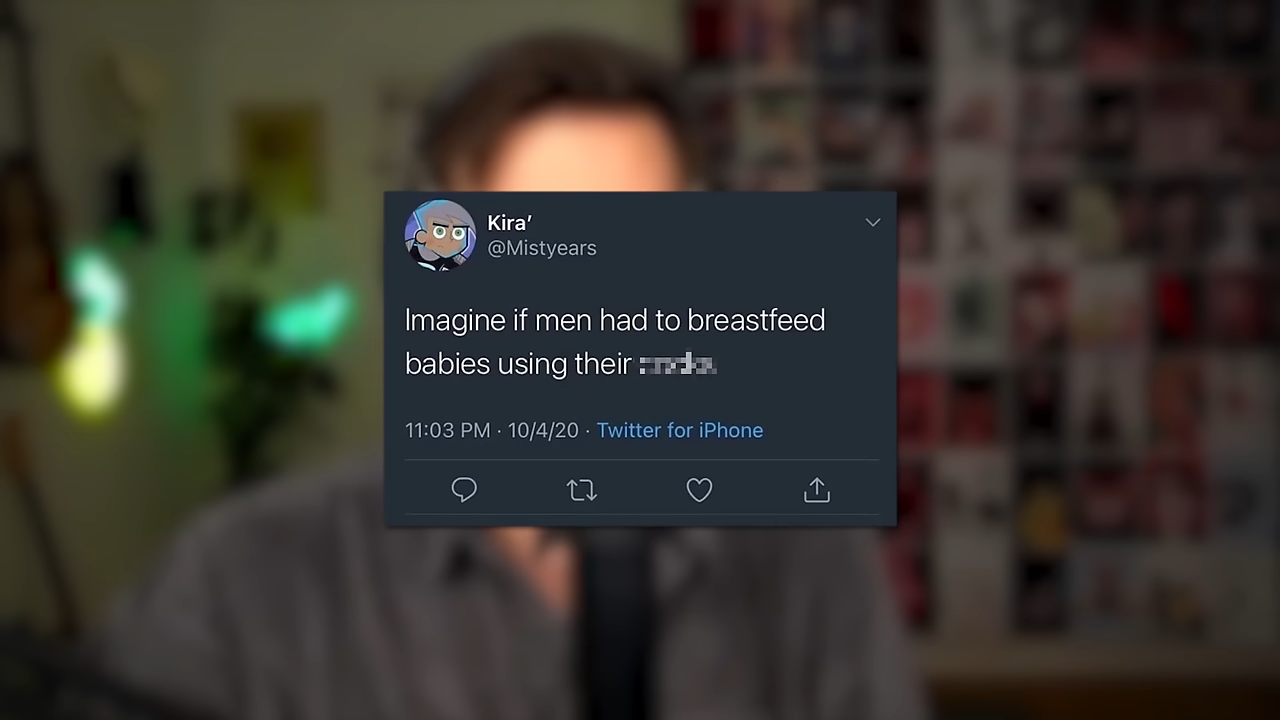 Kira′
@Mistyears
Imagine if men had to breastfeed
babies using their
11:03 PM · 10/4/20 · Twitter for iPhone